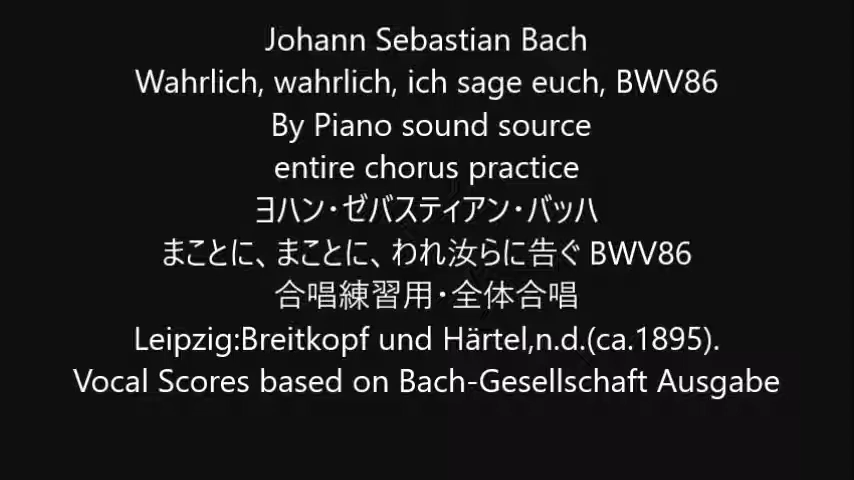 Johann Sebastian Bach
Wahrlich, wahrlich, ich sage euch, BWV86
By Piano sound source
entire chorus practice
ヨハン・ゼバスティアン・バッハ
まことに、まことに、われ汝らに告ぐ BWV86
合唱練習用・全体合唱
Leipzig:Breitkopf und Härtel,n.d.(ca.1895).
Vocal Scores based on Bach-Gesellschaft Ausgabe